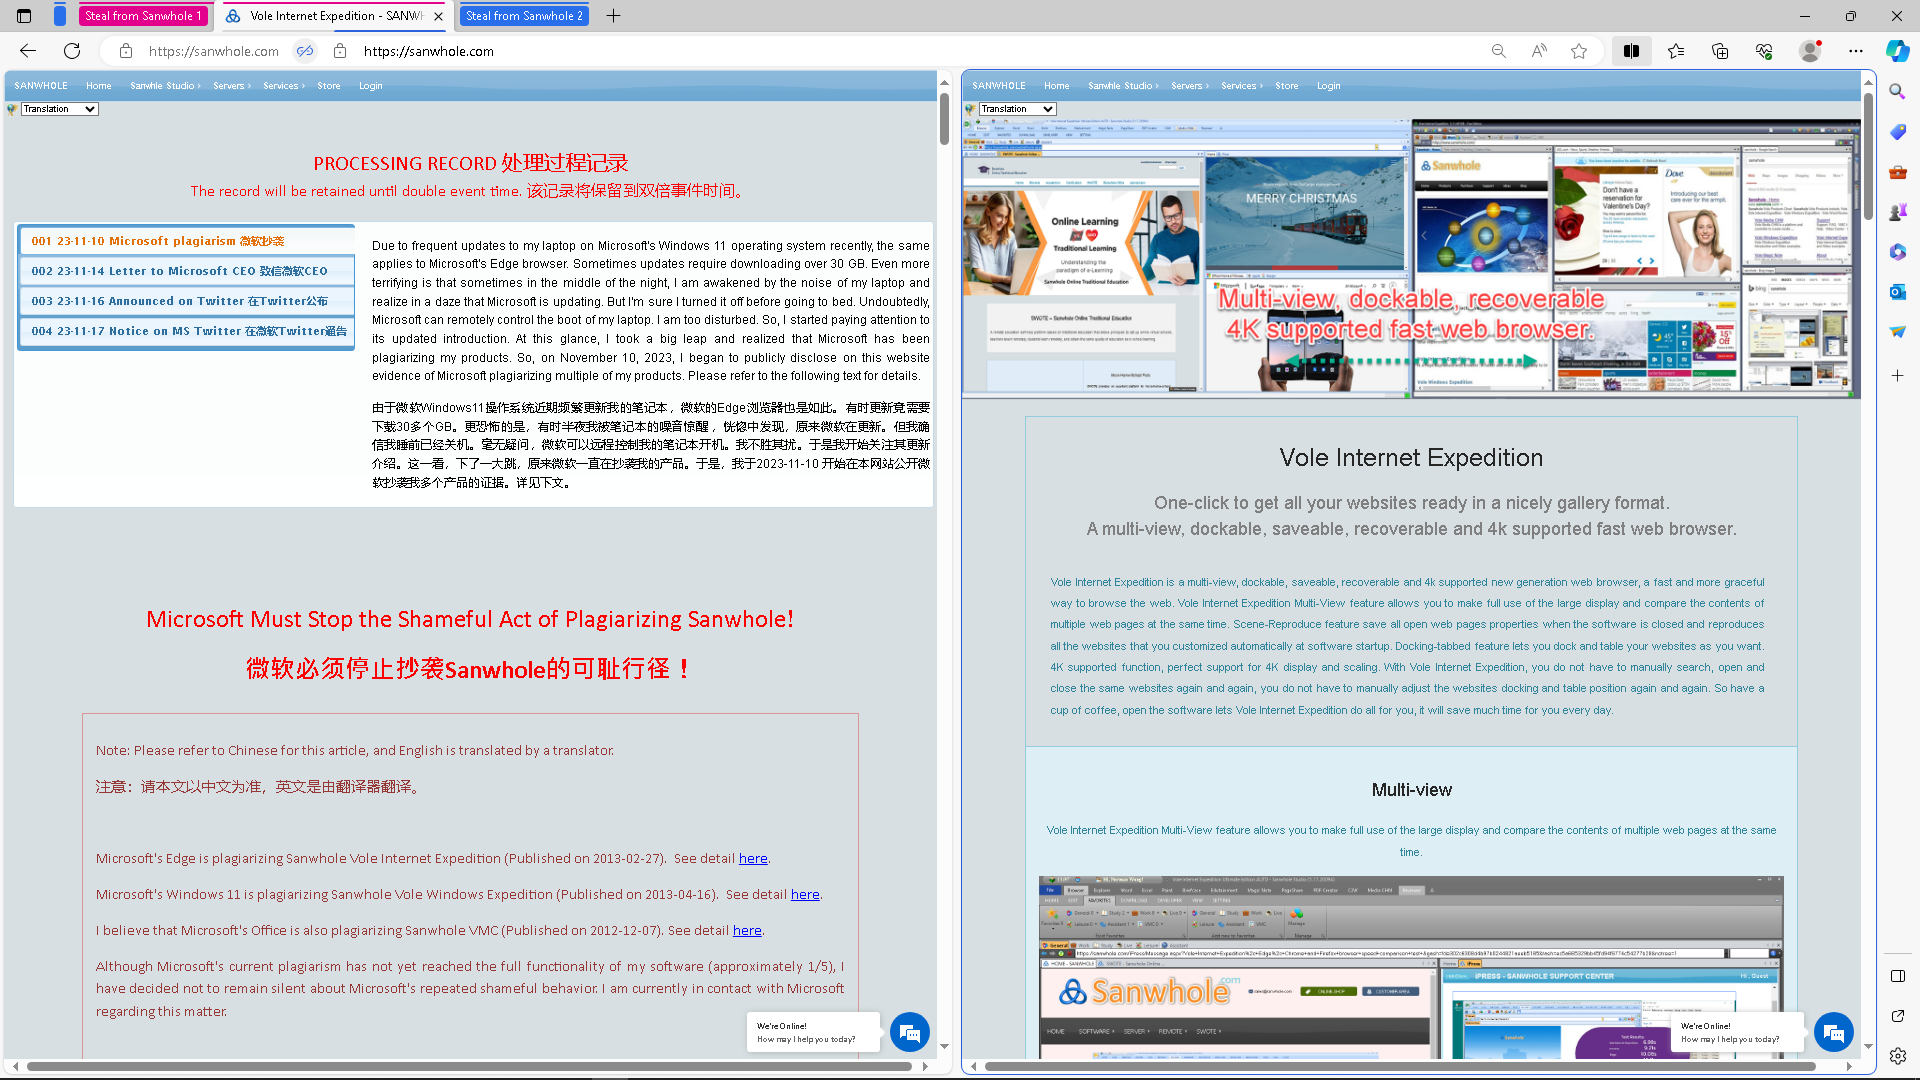 Steal from Sanwhole 1
Vole Internet Expedition - SANWH
Steal from Sanwhole 2
https://sanwhole.com
https://sanwhole.com
SANWHOLE Home Sanwhle Studio Servers Services Store Login
Translation
PROCESSING RECORD 处理过程记录
The record will be retained until double event time. 该记录将保留到双倍事件时间。
001 23-11-10 Microsoft plagiarism 微软抄袭
002 23-11-14 Letter to Microsoft CEO 致信微软CEO
003 23-11-16 Announced on Twitter 在Twitter公布
004 23-11-17 Notice on MS Twitter 在微软Twitter通告
Due to frequent updates to my laptop on Microsoft's Windows 11 operating system recently, the same
applies to Microsoft's Edge browser. Sometimes updates require downloading over 30 GB. Even more
terrifying is that sometimes in the middle of the night, I am awakened by the noise of my laptop and
realize in a daze that Microsoft is updating. But I'm sure I turned it off before going to bed. Undoubtedly,
Microsoft can remotely control the boot of my laptop. I am too disturbed. So, I started paying attention to
its updated introduction. At this glance, I took a big leap and realized that Microsoft has been
plagiarizing my products. So, on November 10, 2023, I began to publicly disclose on this website
evidence of Microsoft plagiarizing multiple of my products. Please refer to the following text for details.
由于微软Windows11操作系统近期频繁更新我的笔记本，微软的Edge浏览器也是如此。有时更新竟需要
下载30多个GB。更恐怖的是，有时半夜我被笔记本的噪音惊醒，恍惚中发现，原来微软在更新。但我确
信我睡前已经关机。毫无疑问，微软可以远程控制我的笔记本开机。我不胜其扰。于是我开始关注其更新
介绍。这一看，下了一大跳，原来微软一直在抄袭我的产品。于是，我于2023-11-10 开始在本网站公开微
软抄袭我多个产品的证据。详见下文。
Microsoft Must Stop the Shameful Act of Plagiarizing Sanwhole!
微软必须停止抄袭Sanwhole的可耻行径！
Note: Please refer to Chinese for this article, and English is translated by a translator.
注意：请本文以中文为准，英文是由翻译器翻译。
Microsoft's Edge is plagiarizing Sanwhole Vole Internet Expedition (Published on 2013-02-27). See detail here.
Microsoft's Windows 11 is plagiarizing Sanwhole Vole Windows Expedition (Published on 2013-04-16). See detail here.
I believe that Microsoft's Office is also plagiarizing Sanwhole VMC (Published on 2012-12-07). See detail here.
Although Microsoft's current plagiarism has not yet reached the full functionality of my software (approximately 1/5), I
have decided not to remain silent about Microsoft's repeated shameful behavior. I am currently in contact with Microsoft
regarding this matter.
We're Online!
How may I help you today?
SANWHOLE Home Sanwhle Studio Servers Services Store Login
Translation
Online Learning
Traditional Learning
Understanding the
paradigm of e-Learning
Sanwhole Online Traditional Education
MERRY CHRISTMAS
Sanwhole
Don't have a
reservation for
Valentine's Day?
Dove
Multi-view, dockable, recoverable
4K supported fast web browser.
Vole Internet Expedition
One-click to get all your websites ready in a nicely gallery format.
A multi-view, dockable, saveable, recoverable and 4k supported fast web browser.
Vole Internet Expedition is a multi-view, dockable, saveable, recoverable and 4k supported new generation web browser, a fast and more graceful
way to browse the web. Vole Internet Expedition Multi-View feature allows you to make full use of the large display and compare the contents of
multiple web pages at the same time. Scene-Reproduce feature save all open web pages properties when the software is closed and reproduces
all the websites that you customized automatically at software startup. Docking-tabbed feature lets you dock and table your websites as you want.
4K supported function, perfect support for 4K display and scaling. With Vole Internet Expedition, you do not have to manually search, open and
close the same websites again and again, you do not have to manually adjust the websites docking and table position again and again. So have a
cup of coffee, open the software lets Vole Internet Expedition do all for you, it will save much time for you every day.
Multi-view
Vole Internet Expedition Multi-View feature allows you to make full use of the large display and compare the contents of multiple web pages at the same
time.
Sanwhole.com
iPRESS - SANWHOLE SUPPORT CENTER
HOME SOFTWARE SERVER REMOTE SWOTE
We're Online!
How may I help you today?